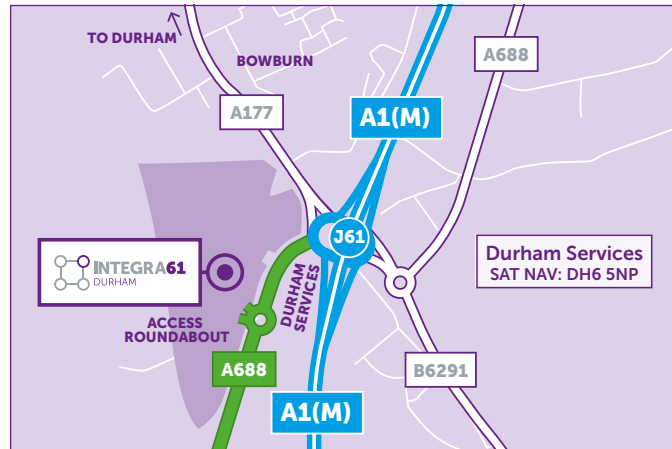 TO DURHAM
BOWBURN
A688
A177
A1(M)
J61
INTEGRA61
DURHAM
DURHAM
SERVICES
Durham Services
SAT NAV: DH6 5NP
ACCESS
ROUNDABOUT
A688
B6291
A1(M)